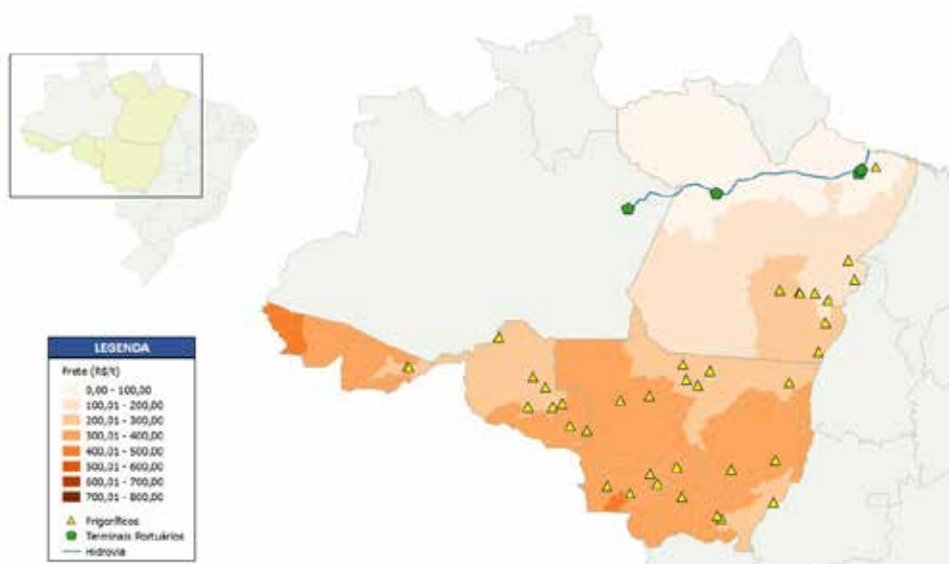 LEGENDA
Frete (R$/t)
0,00 - 100,00
100,01 - 200,00
200,01 - 300,00
300,01 - 400,00
400,01 - 500,00
500,01 - 600,00
600,01 - 700,00
700,01 - 800,00
Frigoríficos
Terminais Portuários
Hidrovia